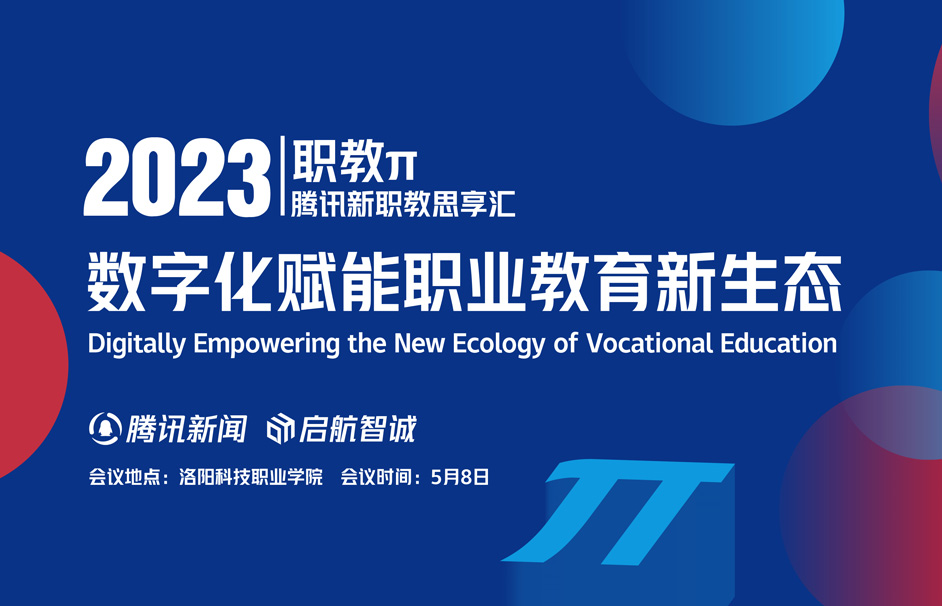 2023 职教π
腾讯新职教思享汇
数字化赋能职业教育新生态
Digitally Empowering the New Ecology of Vocational Education
腾讯新闻 启航智诚
会议地点：洛阳科技职业学院 会议时间：5月8日
π